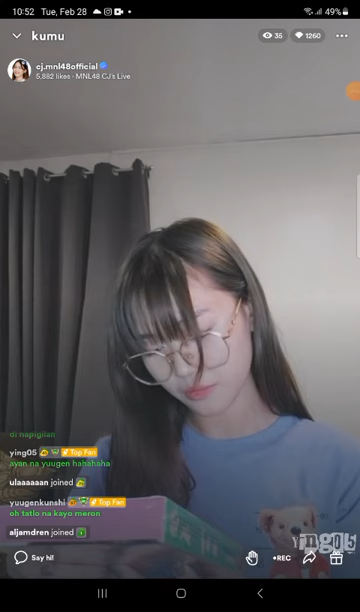 10:52 Tue, Feb 28 49%
kumu 35 1260
cj.mnl48official
5,882 likes · MNL48 CJ's Live
di napigilan
ying05 Top Fan
ayan na yuugen hahahaha
ulaaaaaan joined
yuugenkunshi Top Fan
oh tatlo na kayo meron
aljamdren joined
Say hi! •REC